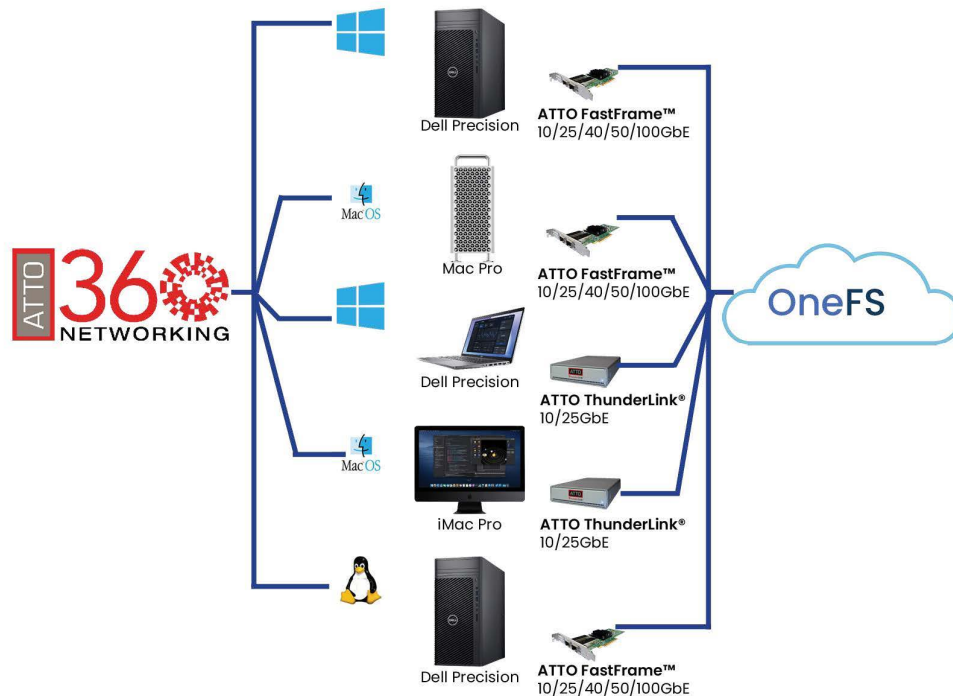 Dell Precision
ATTO FastFrame™
10/25/40/50/100GbE
MacOS
Mac Pro
ATTO FastFrame™
10/25/40/50/100GbE
ATTO
360
NETWORKING
OneFS
Dell Precision
ATTO
ATTO ThunderLink®
10/25GbE
MacOS
iMac Pro
ATTO
ATTO ThunderLink®
10/25GbE
Dell Precision
ATTO FastFrame™
10/25/40/50/100GbE